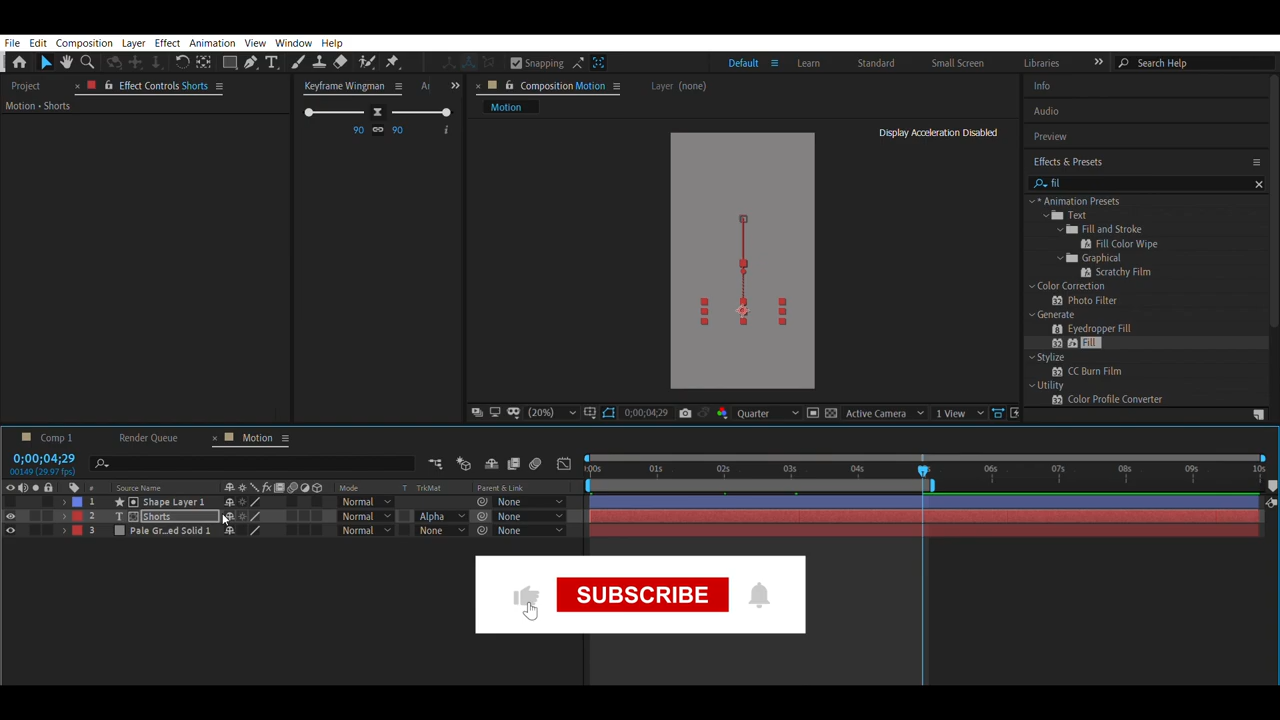 File Edit Composition Layer Effect Animation View Window Help
Snapping Default Learn Standard Small Screen Libraries Search Help
Project Effect Controls Shorts Keyframe Wingman Composition Motion Layer (none) Info
Motion • Shorts Motion Audio
90 90 Display Acceleration Disabled Preview
Effects & Presets
fil
* Animation Presets
Text
Fill and Stroke
Fill Color Wipe
Graphical
Scratchy Film
Color Correction
Photo Filter
Generate
Eyedropper Fill
Fill
Stylize
CC Burn Film
Utility
Color Profile Converter
(20%) 0;00;04;29 Quarter Active Camera 1 View
Comp 1 Render Queue Motion
0;00;04;29
00149 (29.97 fps)
:00s 01s 02s 03s 04s 06s 07s 08s 09s 10s
# Source Name Mode T TrkMat Parent & Link
1 Shape Layer 1 Normal None
2 T Shorts Normal Alpha None
3 Pale Gr...ed Solid 1 Normal None None
SUBSCRIBE